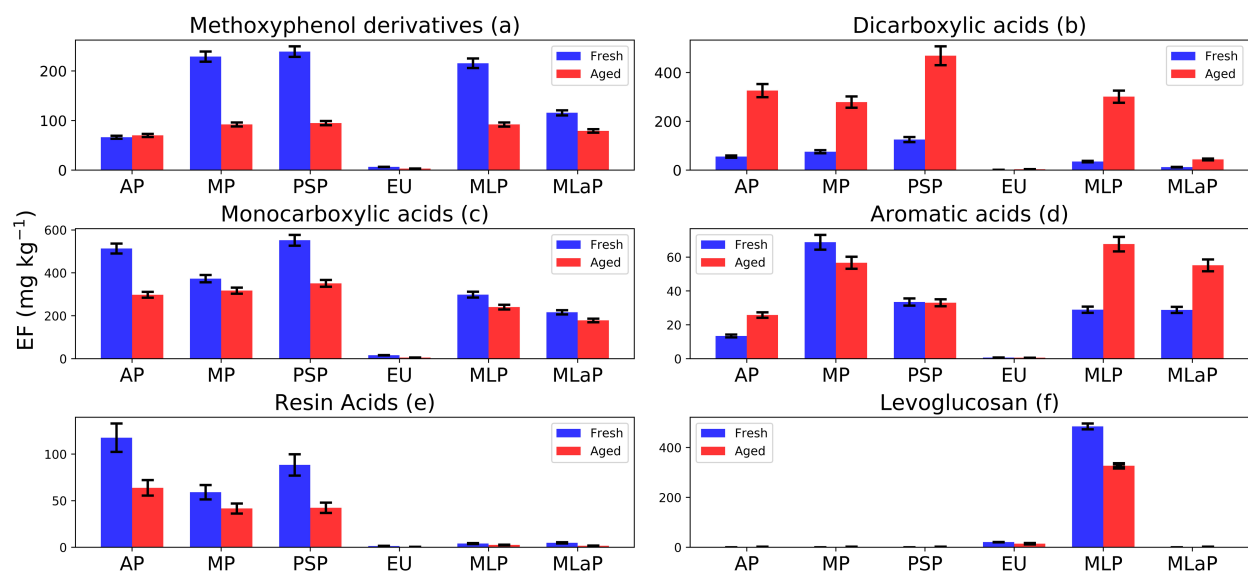 Methoxyphenol derivatives (a)
200
100
0
Fresh
Aged
AP MP PSP EU MLP MLaP
Dicarboxylic acids (b)
400
200
0
Fresh
Aged
AP MP PSP EU MLP MLaP
EF (mg kg⁻¹)
Monocarboxylic acids (c)
600
400
200
0
Fresh
Aged
AP MP PSP EU MLP MLaP
Aromatic acids (d)
60
40
20
0
Fresh
Aged
AP MP PSP EU MLP MLaP
Resin Acids (e)
100
50
0
Fresh
Aged
AP MP PSP EU MLP MLaP
Levoglucosan (f)
400
200
0
Fresh
Aged
AP MP PSP EU MLP MLaP